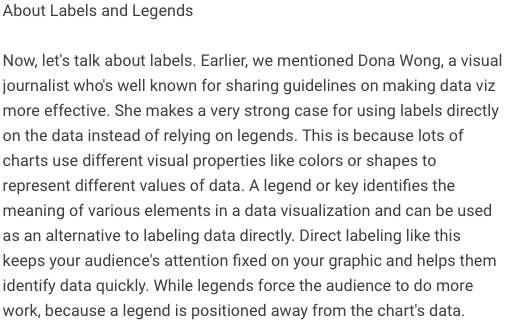 About Labels and Legends
Now, let's talk about labels. Earlier, we mentioned Dona Wong, a visual
journalist who's well known for sharing guidelines on making data viz
more effective. She makes a very strong case for using labels directly
on the data instead of relying on legends. This is because lots of
charts use different visual properties like colors or shapes to
represent different values of data. A legend or key identifies the
meaning of various elements in a data visualization and can be used
as an alternative to labeling data directly. Direct labeling like this
keeps your audience's attention fixed on your graphic and helps them
identify data quickly. While legends force the audience to do more
work, because a legend is positioned away from the chart's data.